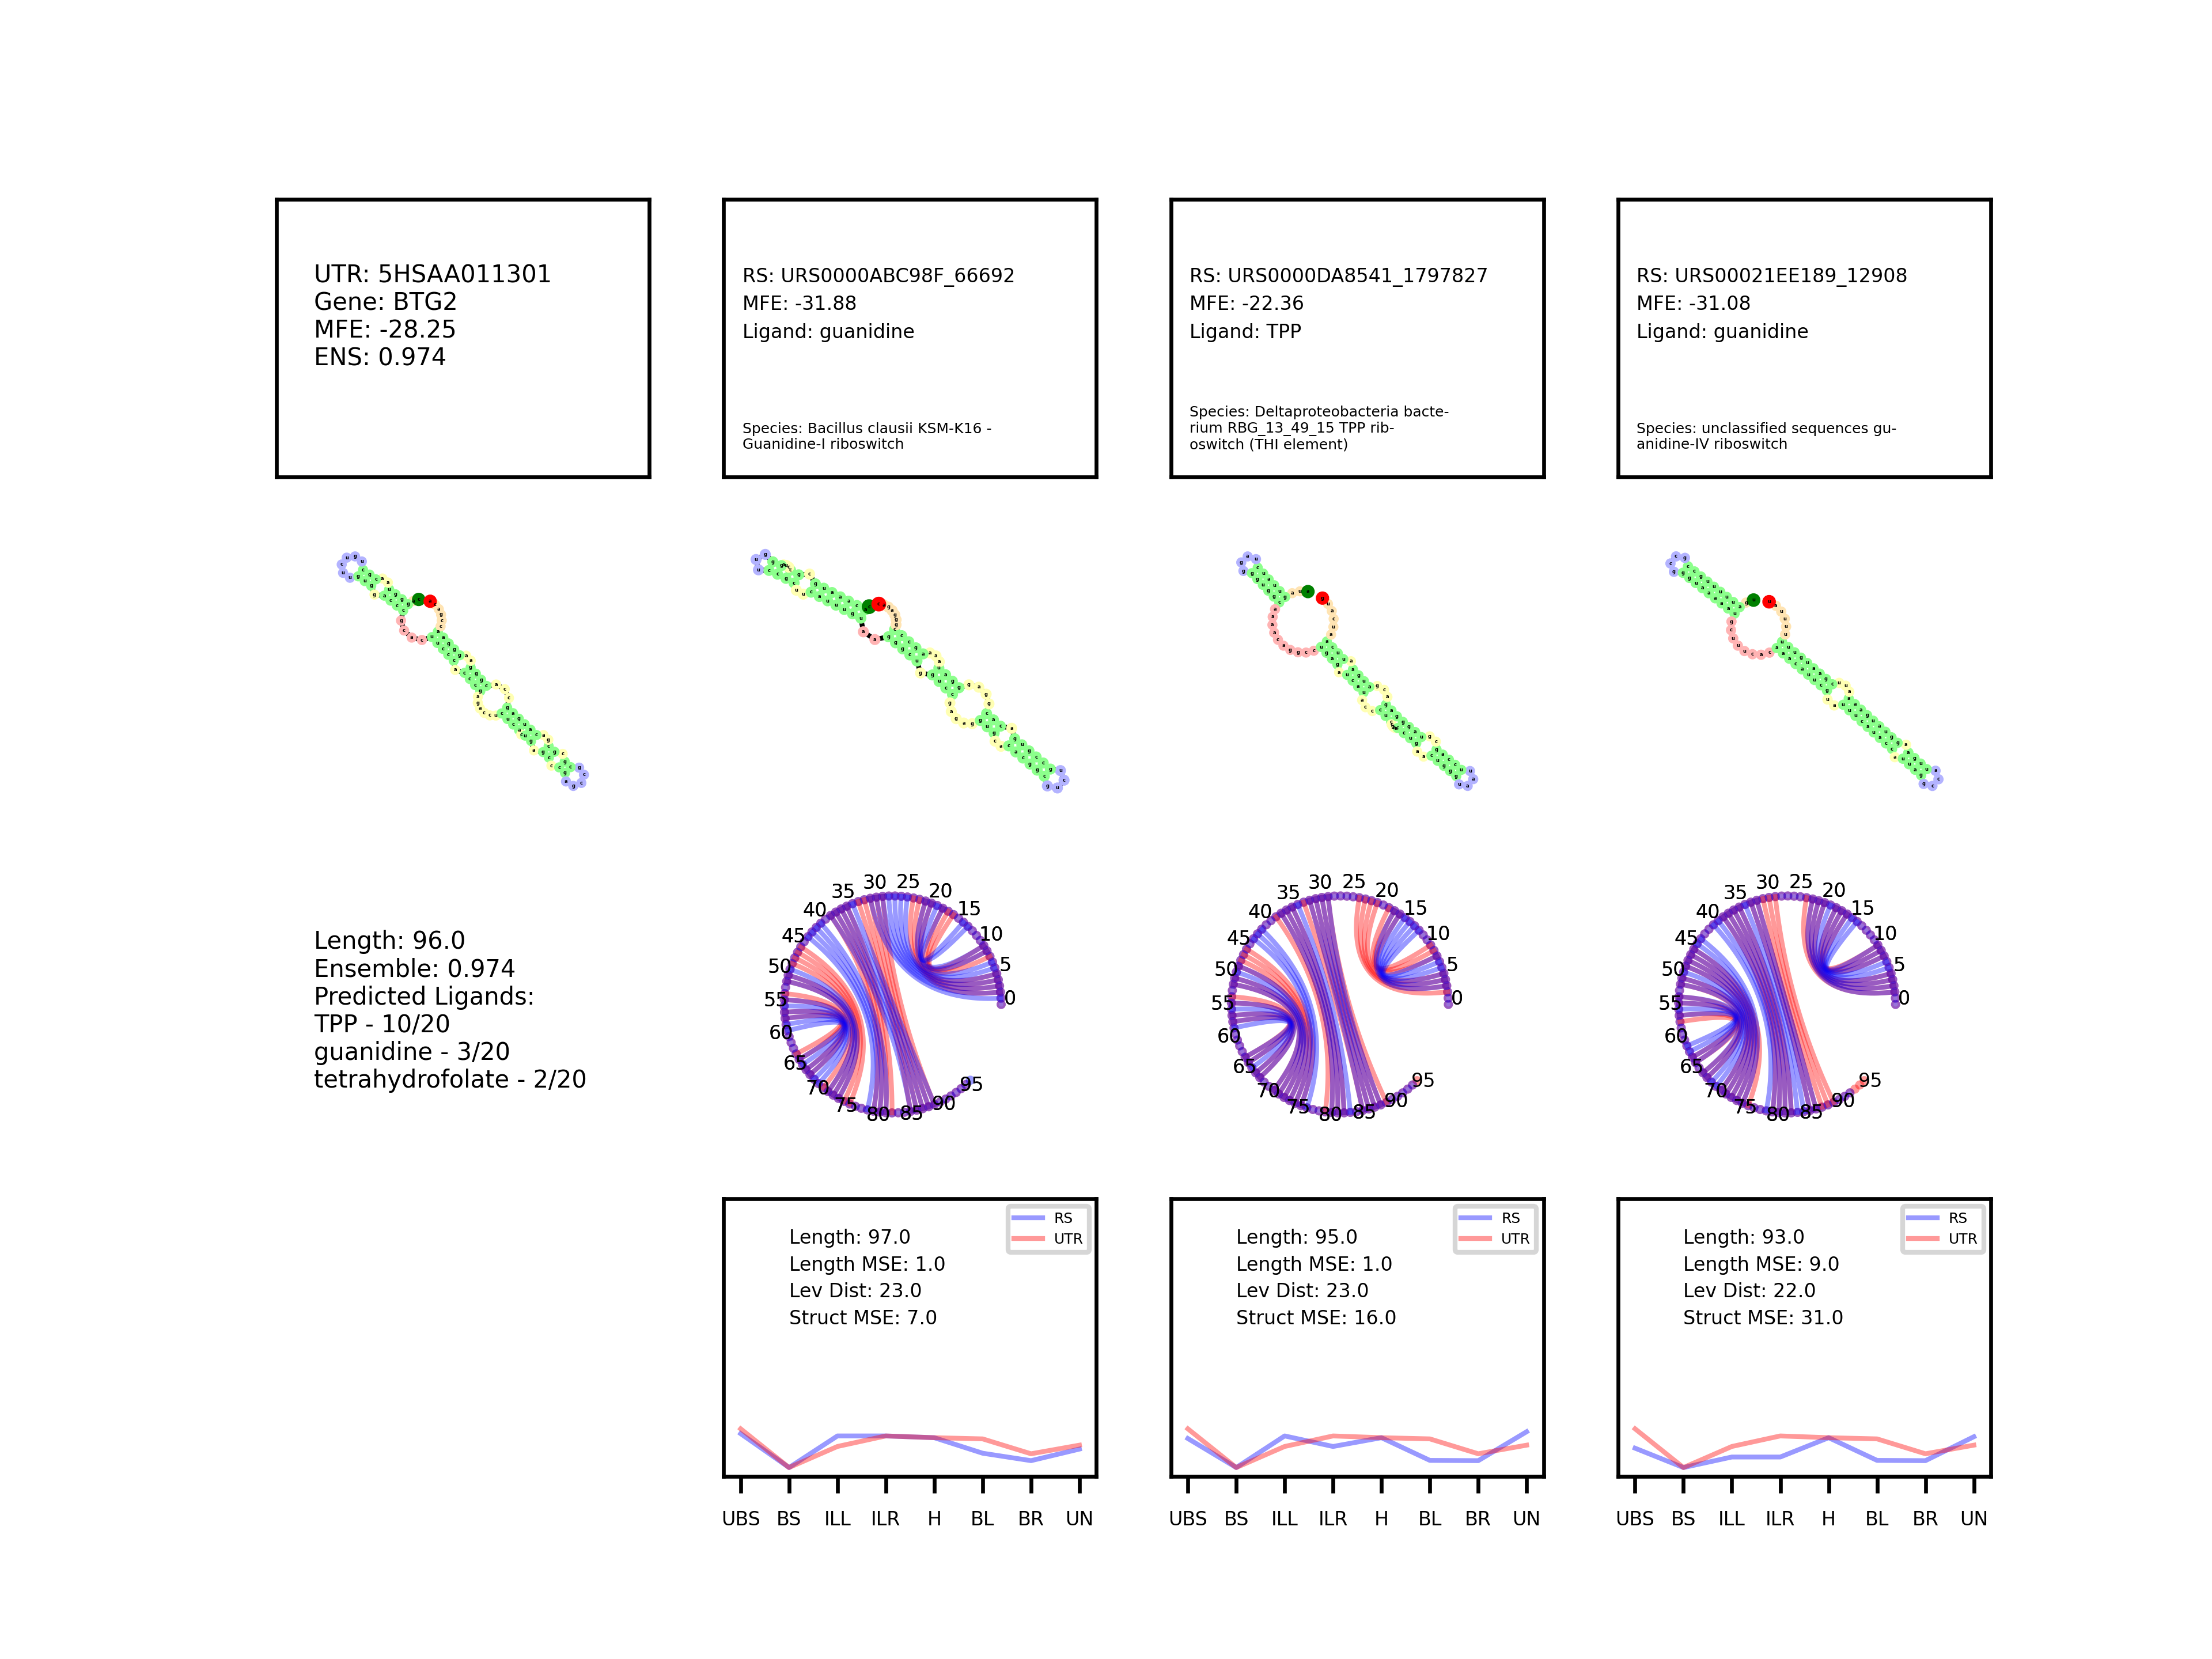 UTR: 5HSAA011301
Gene: BTG2
MFE: -28.25
ENS: 0.974
RS: URS0000ABC98F_66692
MFE: -31.88
Ligand: guanidine
Species: Bacillus clausii KSM-K16 -
Guanidine-I riboswitch
RS: URS0000DA8541_1797827
MFE: -22.36
Ligand: TPP
Species: Deltaproteobacteria bacte-
rium RBG_13_49_15 TPP rib-
oswitch (THI element)
RS: URS00021EE189_12908
MFE: -31.08
Ligand: guanidine
Species: unclassified sequences gu-
anidine-IV riboswitch
Length: 96.0
Ensemble: 0.974
Predicted Ligands:
TPP - 10/20
guanidine - 3/20
tetrahydrofolate - 2/20
0
5
10
15
20
25
30
35
40
45
50
55
60
65
70
75
80
85
90
95
0
5
10
15
20
25
30
35
40
45
50
55
60
65
70
75
80
85
90
95
0
5
10
15
20
25
30
35
40
45
50
55
60
65
70
75
80
85
90
95
RS
UTR
Length: 97.0
Length MSE: 1.0
Lev Dist: 23.0
Struct MSE: 7.0
UBS BS ILL ILR H BL BR UN
RS
UTR
Length: 95.0
Length MSE: 1.0
Lev Dist: 23.0
Struct MSE: 16.0
UBS BS ILL ILR H BL BR UN
RS
UTR
Length: 93.0
Length MSE: 9.0
Lev Dist: 22.0
Struct MSE: 31.0
UBS BS ILL ILR H BL BR UN